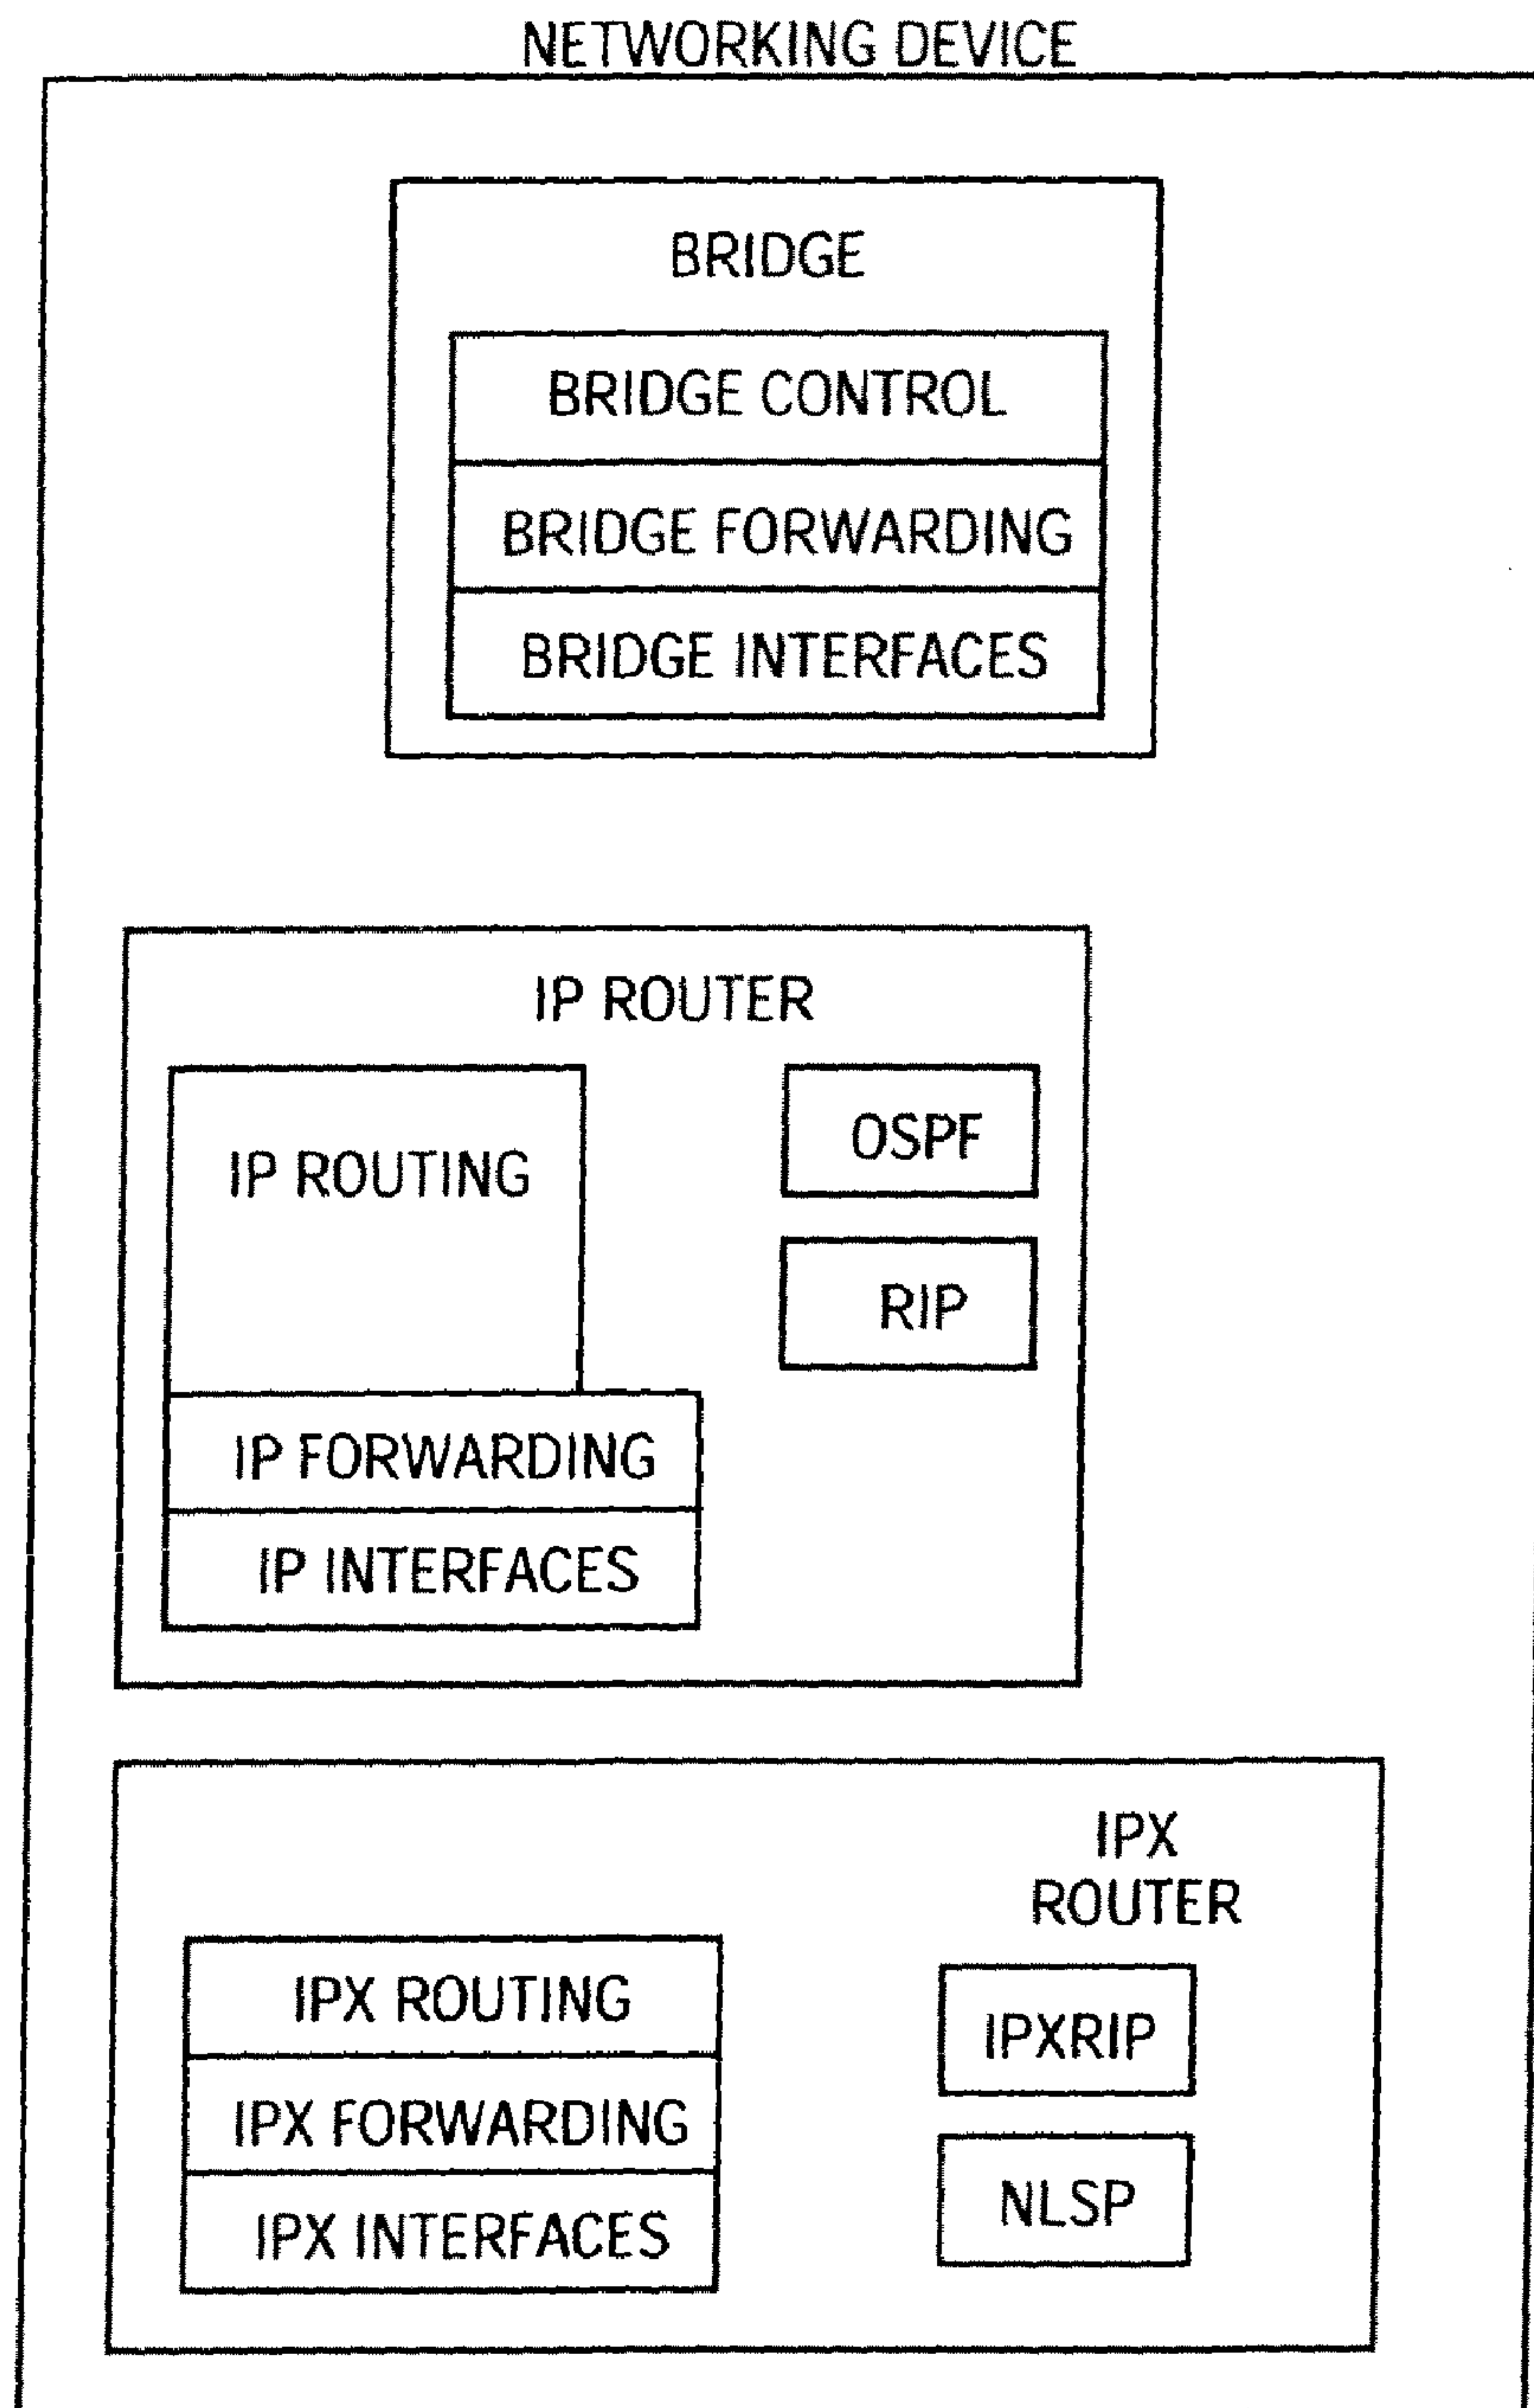 NETWORKING DEVICE
BRIDGE
BRIDGE CONTROL
BRIDGE FORWARDING
BRIDGE INTERFACES
IP ROUTER
IP ROUTING
OSPF
RIP
IP FORWARDING
IP INTERFACES
IPX
ROUTER
IPX ROUTING
IPX FORWARDING
IPX INTERFACES
IPXRIP
NLSP